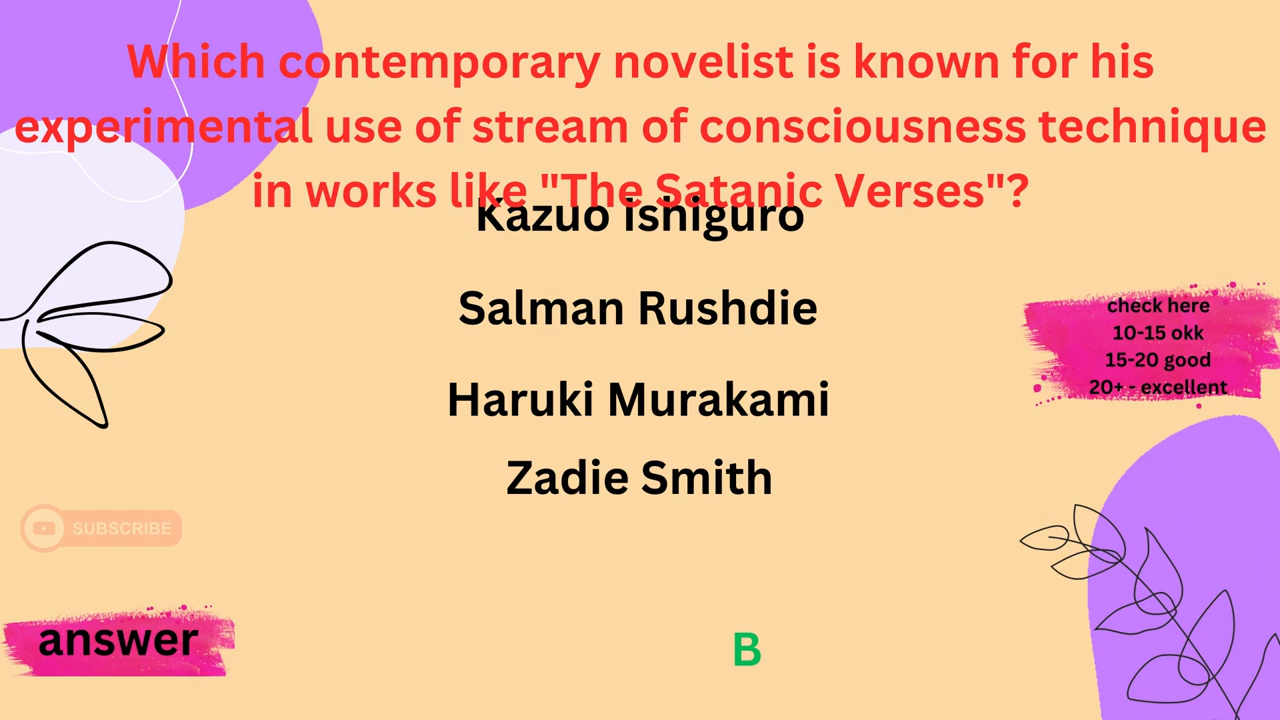 Which contemporary novelist is known for his
experimental use of stream of consciousness technique
in works like "The Satanic Verses"?
Kazuo Ishiguro
Salman Rushdie
Haruki Murakami
Zadie Smith
check here
10-15 okk
15-20 good
20+ - excellent
SUBSCRIBE
answer
B